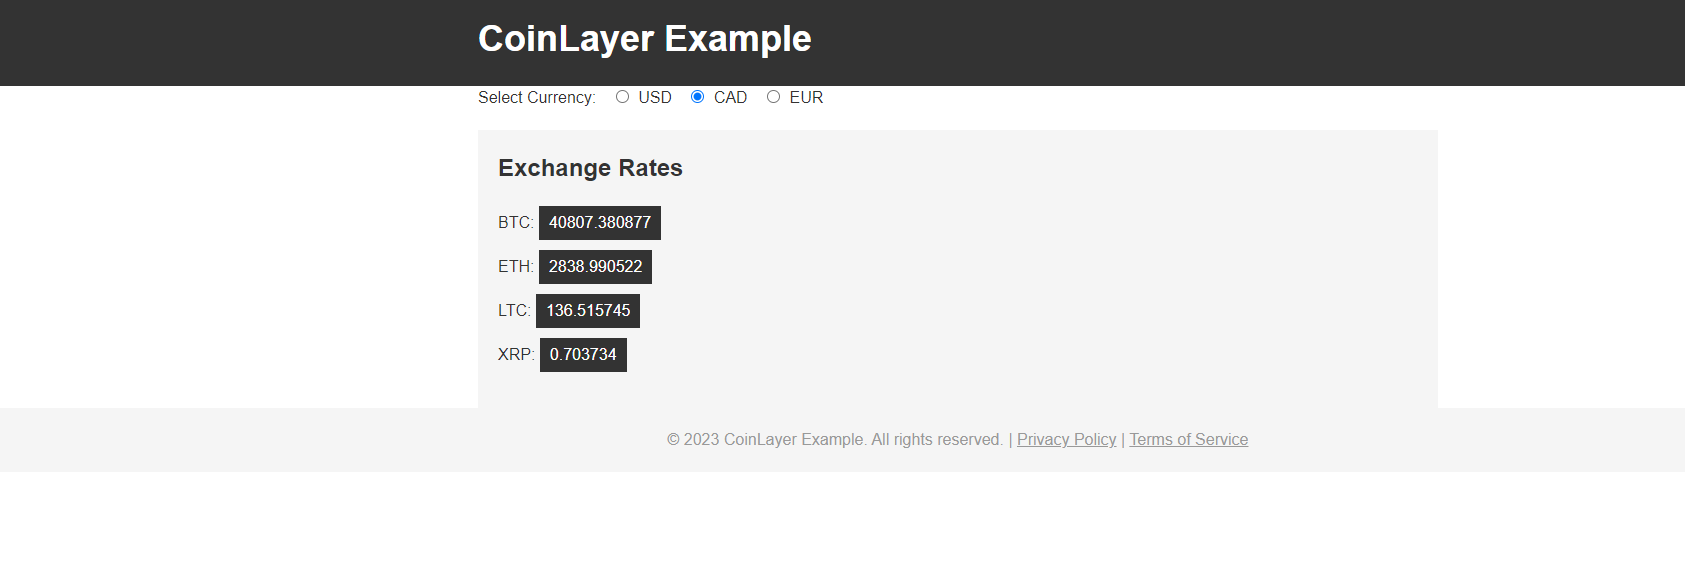 CoinLayer Example
Select Currency: USD CAD EUR
Exchange Rates
BTC: 40807.380877
ETH: 2838.990522
LTC: 136.515745
XRP: 0.703734
© 2023 CoinLayer Example. All rights reserved. | Privacy Policy | Terms of Service